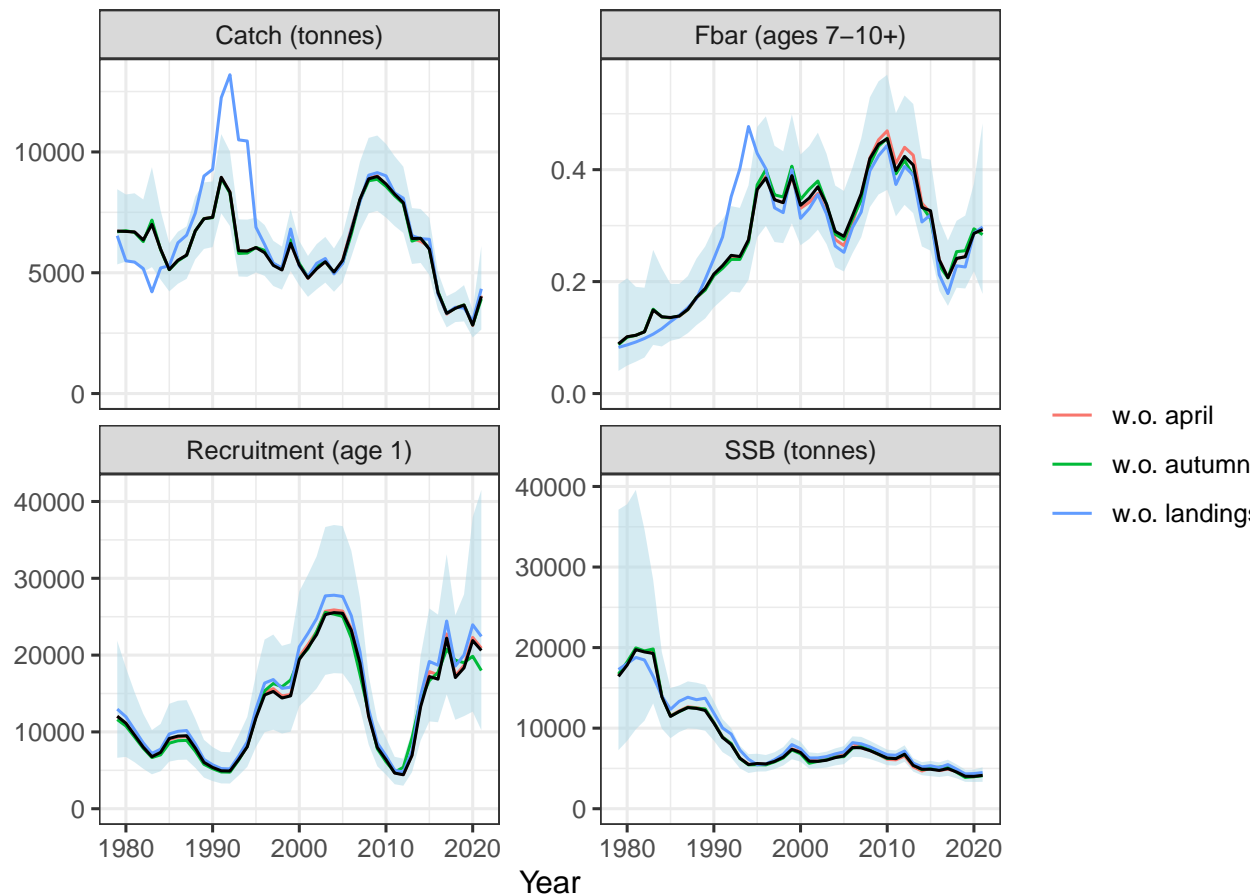 Catch (tonnes)
Fbar (ages 7–10+)
10000
5000
0
0.4
0.2
0.0
Recruitment (age 1)
SSB (tonnes)
40000
30000
20000
10000
0
40000
30000
20000
10000
0
1980 1990 2000 2010 2020
1980 1990 2000 2010 2020
Year
w.o. april
w.o. autumn
w.o. landings